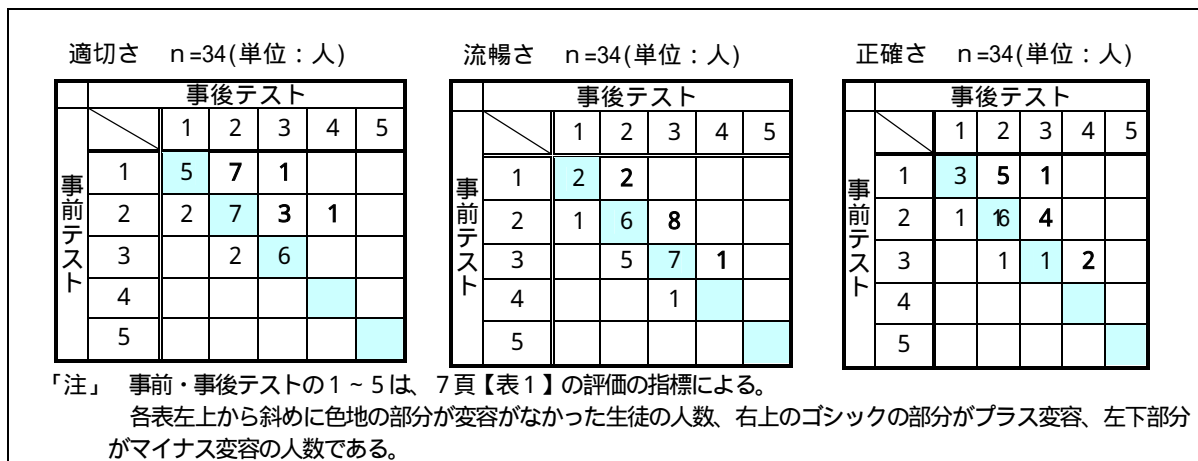 適切さ n=34(単位：人)
事後テスト
1 2 3 4 5
事前テスト
1 5 7 1
2 2 7 3 1
3 2 6
4
5
流暢さ n=34(単位：人)
事後テスト
1 2 3 4 5
事前テスト
1 2 2
2 1 6 8
3 5 7 1
4 1
5
正確さ n=34(単位：人)
事後テスト
1 2 3 4 5
事前テスト
1 3 5 1
2 1 16 4
3 1 1 2
4
5
「注」 事前・事後テストの1～5は、7頁【表1】の評価の指標による。
各表左上から斜めに色地の部分が変容がなかった生徒の人数、右上のゴシックの部分がプラス変容、左下部分
がマイナス変容の人数である。